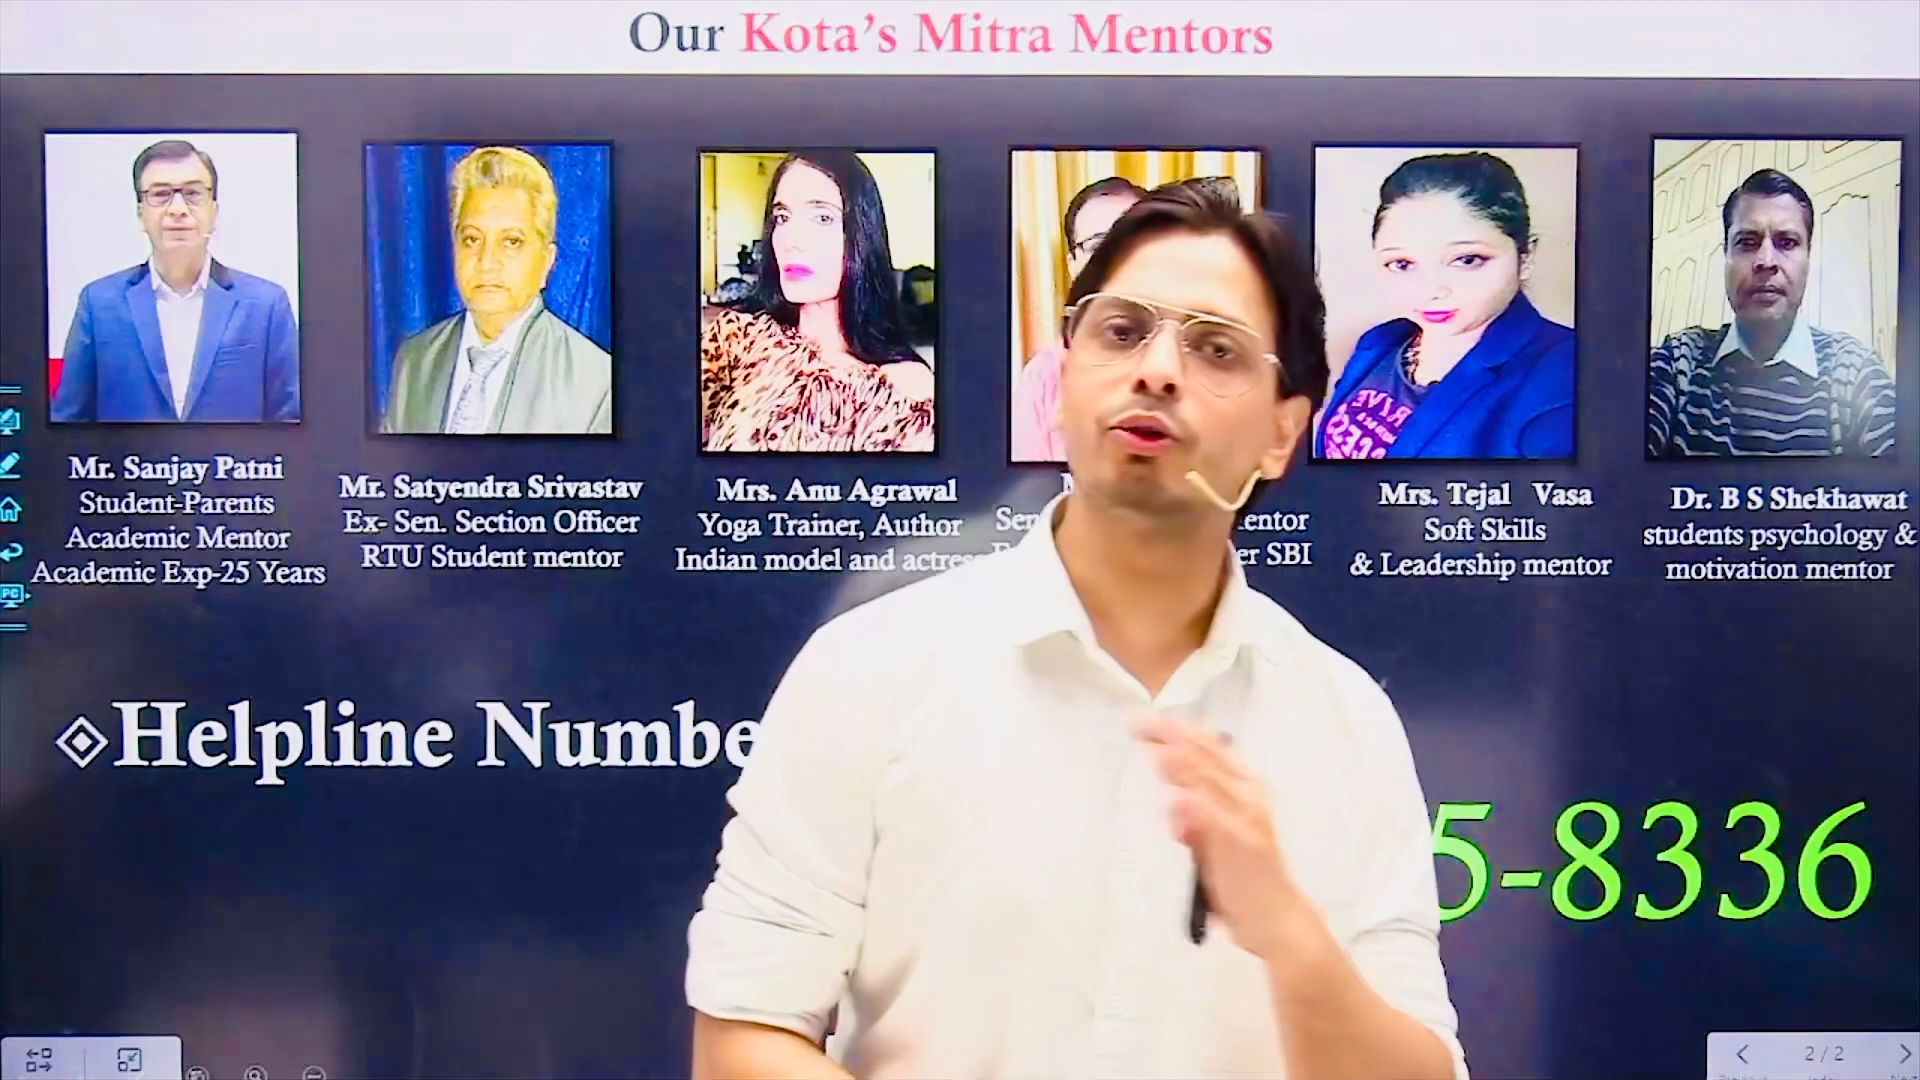 Our Kota's Mitra Mentors
Mr. Sanjay Patni
Student-Parents
Academic Mentor
Academic Exp-25 Years
Mr. Satyendra Srivastav
Ex- Sen. Section Officer
RTU Student mentor
Mrs. Anu Agrawal
Yoga Trainer, Author
Indian model and
SBI
Mrs. Tejal Vasa
Soft Skills
& Leadership mentor
Dr. B S Shekhawat
students psychology &
motivation mentor
Helpline
5-8336
PC
2 / 2